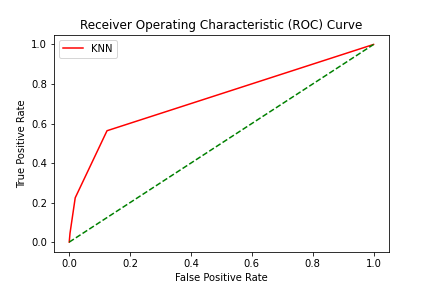 Receiver Operating Characteristic (ROC) Curve
KNN
True Positive Rate
1.0
0.8
0.6
0.4
0.2
0.0
0.0 0.2 0.4 0.6 0.8 1.0
False Positive Rate